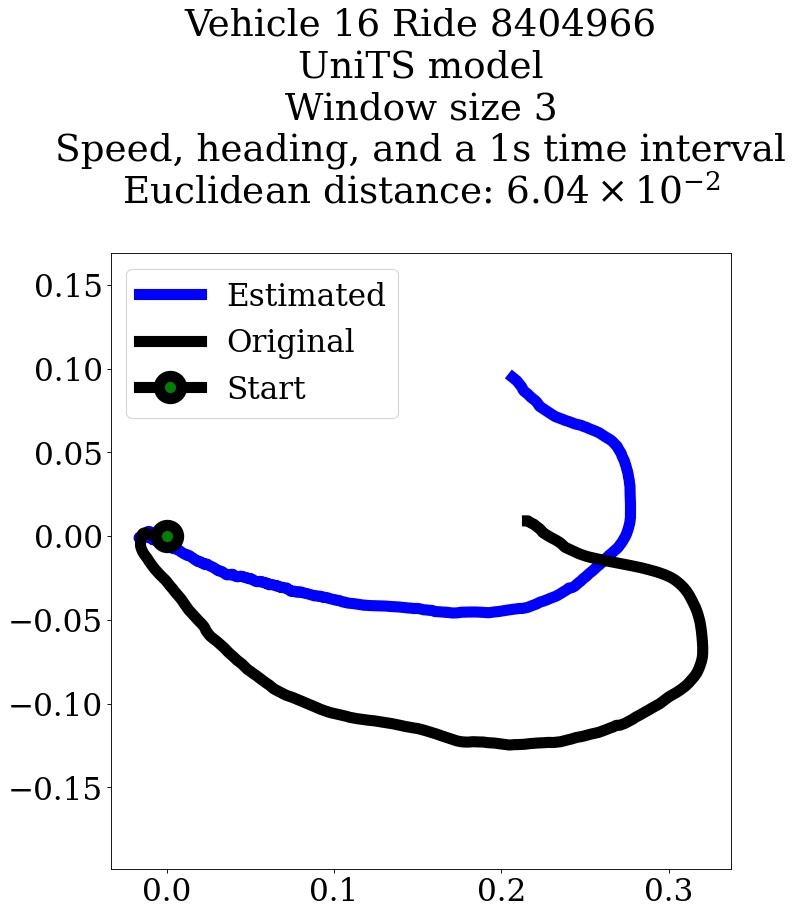 Vehicle 16 Ride 8404966
UniTS model
Window size 3
Speed, heading, and a 1s time interval
Euclidean distance: 6.04 × 10⁻²
0.15
0.10
0.05
0.00
−0.05
−0.10
−0.15
Estimated
Original
Start
0.0 0.1 0.2 0.3